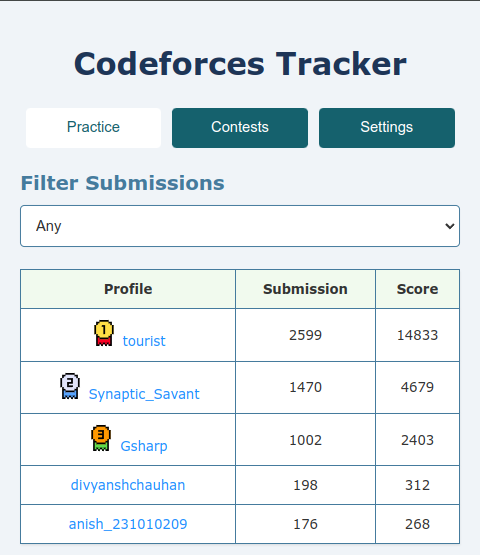 Codeforces Tracker
Practice Contests Settings
Filter Submissions
Any
Profile Submission Score
1 tourist 2599 14833
2 Synaptic_Savant 1470 4679
3 Gsharp 1002 2403
divyanshchauhan 198 312
anish_231010209 176 268